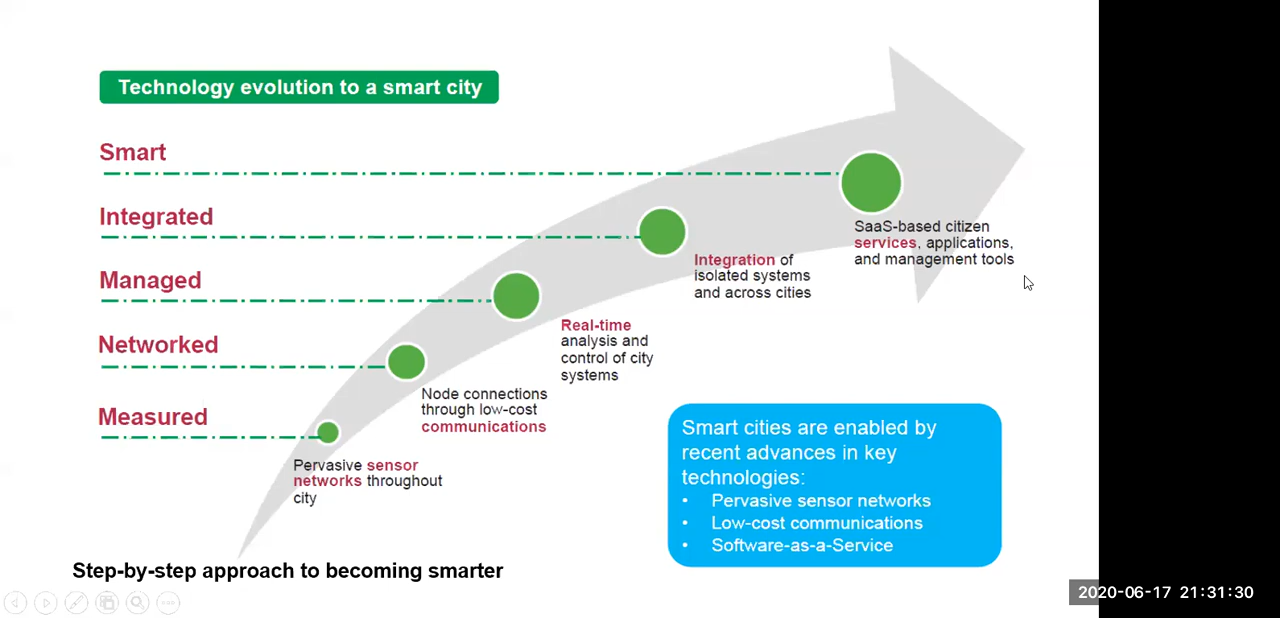 Technology evolution to a smart city
Smart
Integrated
Managed
Networked
Measured
SaaS-based citizen
services, applications,
and management tools
Integration of
isolated systems
and across cities
Real-time
analysis and
control of city
systems
Node connections
through low-cost
communications
Pervasive sensor
networks throughout
city
Smart cities are enabled by
recent advances in key
technologies:
• Pervasive sensor networks
• Low-cost communications
• Software-as-a-Service
Step-by-step approach to becoming smarter
2020-06-17 21:31:30